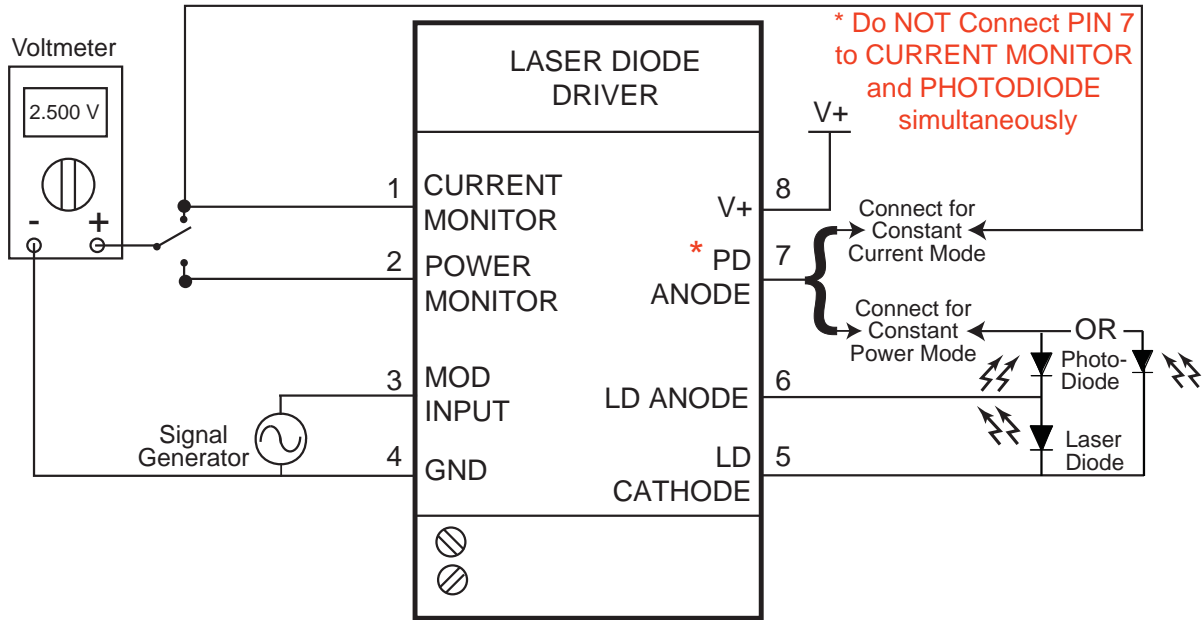 Voltmeter
2.500 V
-
+
LASER DIODE
DRIVER
* Do NOT Connect PIN 7
to CURRENT MONITOR
and PHOTODIODE
simultaneously
V+
1
CURRENT
MONITOR
2
POWER
MONITOR
3
MOD
INPUT
4
GND
Signal
Generator
8
V+
7
* PD
ANODE
6
LD ANODE
5
LD
CATHODE
Connect for
Constant
Current Mode
Connect for
Constant
Power Mode
OR
Photo-
Diode
Laser
Diode